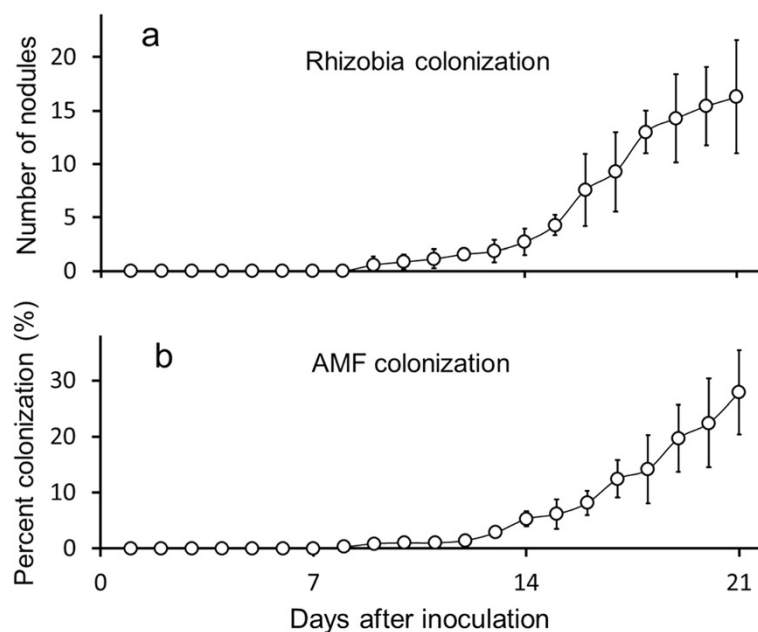 a
Rhizobia colonization
Number of nodules
20
15
10
5
0
b
AMF colonization
Percent colonization (%)
30
20
10
0
0 7 14 21
Days after inoculation